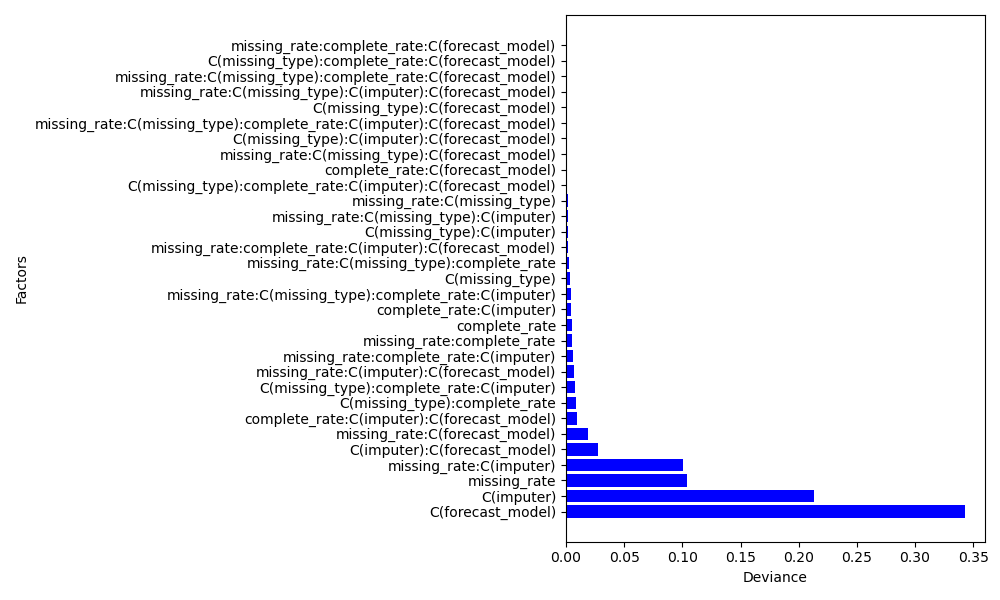 missing_rate:complete_rate:C(forecast_model)
C(missing_type):complete_rate:C(forecast_model)
missing_rate:C(missing_type):complete_rate:C(forecast_model)
missing_rate:C(missing_type):C(imputer):C(forecast_model)
C(missing_type):C(forecast_model)
missing_rate:C(missing_type):complete_rate:C(imputer):C(forecast_model)
C(missing_type):C(imputer):C(forecast_model)
missing_rate:C(missing_type):C(forecast_model)
complete_rate:C(forecast_model)
C(missing_type):complete_rate:C(imputer):C(forecast_model)
missing_rate:C(missing_type)
missing_rate:C(missing_type):C(imputer)
C(missing_type):C(imputer)
missing_rate:complete_rate:C(imputer):C(forecast_model)
missing_rate:C(missing_type):complete_rate
C(missing_type)
missing_rate:C(missing_type):complete_rate:C(imputer)
complete_rate:C(imputer)
complete_rate
missing_rate:complete_rate
missing_rate:complete_rate:C(imputer)
missing_rate:C(imputer):C(forecast_model)
C(missing_type):complete_rate:C(imputer)
C(missing_type):complete_rate
complete_rate:C(imputer):C(forecast_model)
missing_rate:C(forecast_model)
C(imputer):C(forecast_model)
missing_rate:C(imputer)
missing_rate
C(imputer)
C(forecast_model)
Factors
0.00 0.05 0.10 0.15 0.20 0.25 0.30 0.35
Deviance